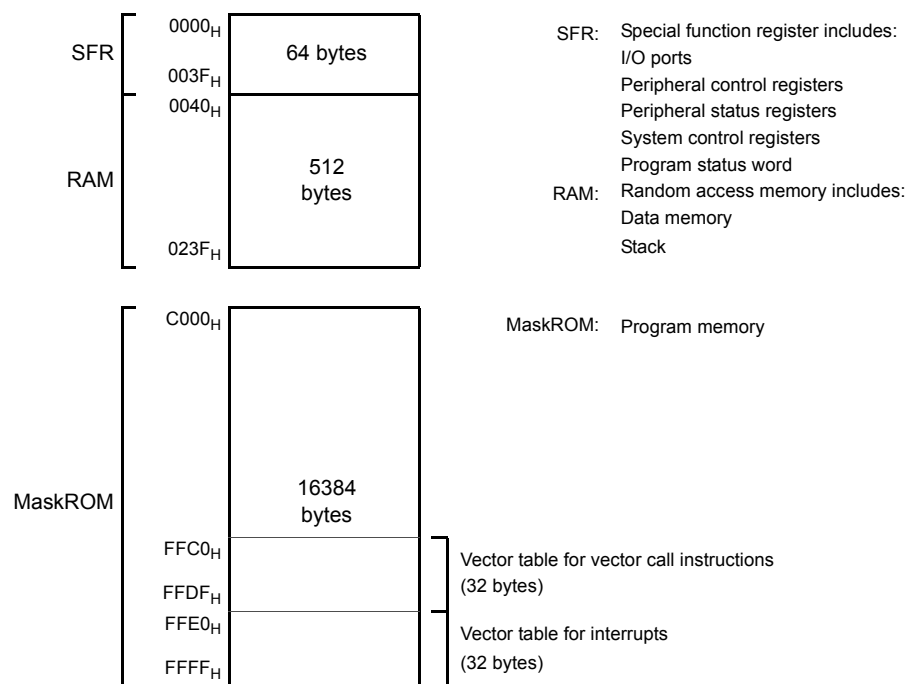 0000H
SFR
64 bytes
003FH
0040H
RAM
512
bytes
023FH
SFR: Special function register includes:
I/O ports
Peripheral control registers
Peripheral status registers
System control registers
Program status word
RAM: Random access memory includes:
Data memory
Stack
C000H
MaskROM: Program memory
MaskROM
16384
bytes
FFC0H
FFDFH
Vector table for vector call instructions
(32 bytes)
FFE0H
FFFFH
Vector table for interrupts
(32 bytes)